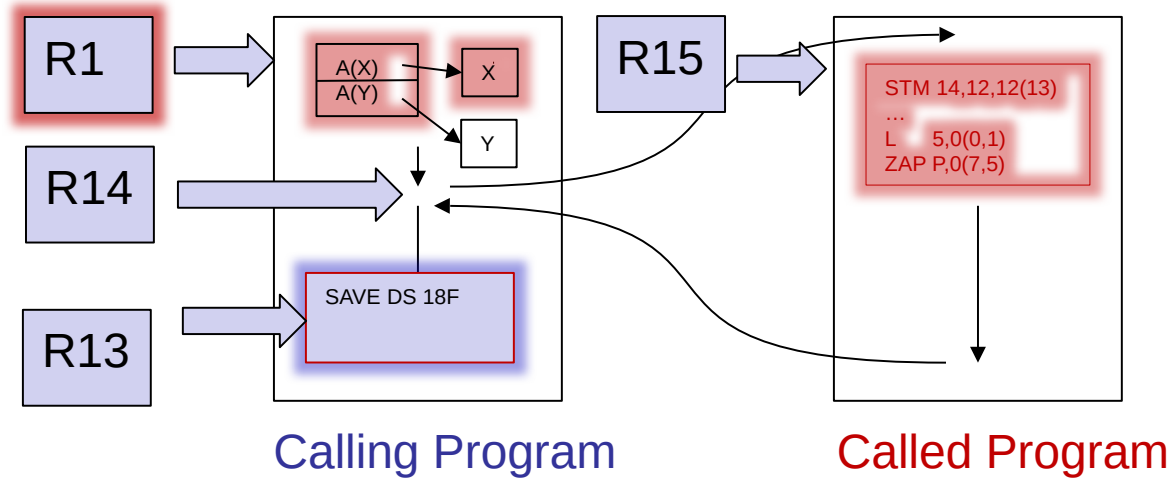 R1
A(X)
A(Y)
X
Y
R14
R13
SAVE DS 18F
Calling Program
R15
STM 14,12,12(13)
…
L 5,0(0,1)
ZAP P,0(7,5)
Called Program